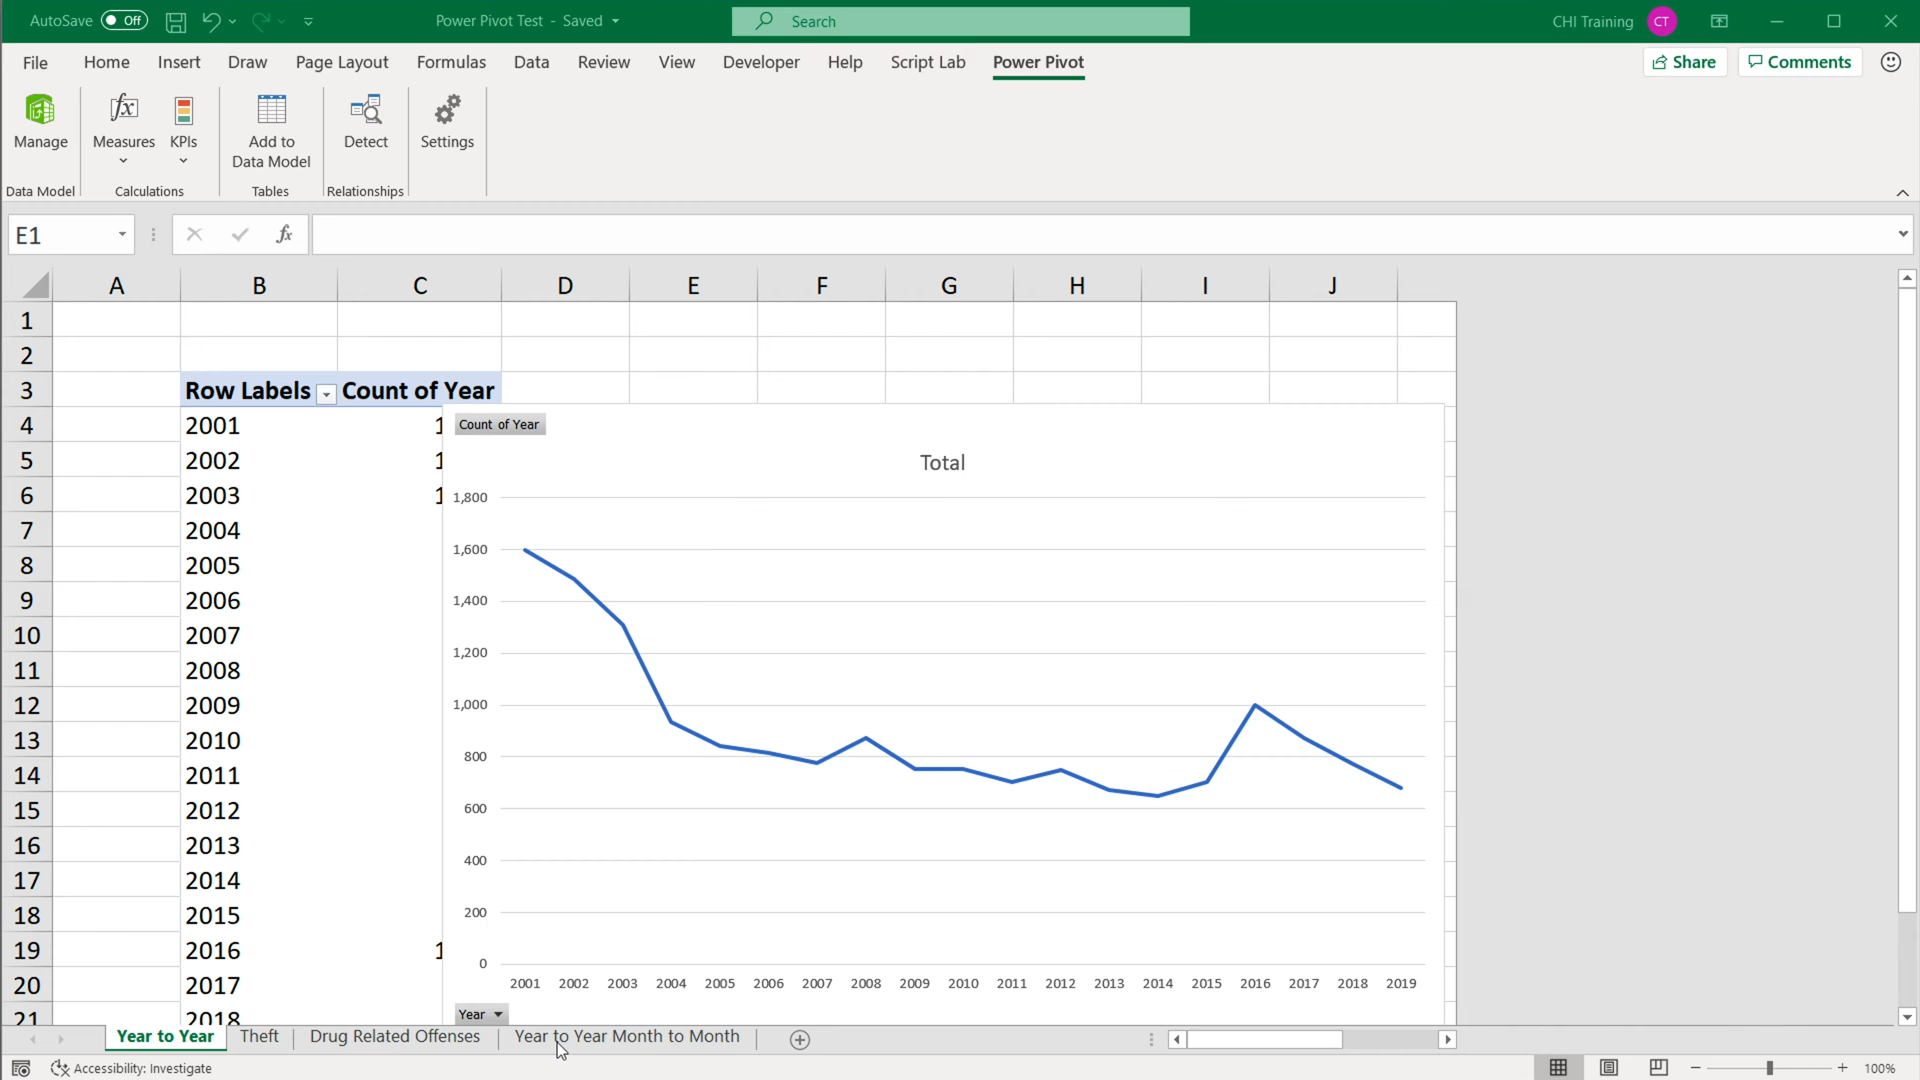 AutoSave Off Power Pivot Test - Saved Search CHI Training CT
File Home Insert Draw Page Layout Formulas Data Review View Developer Help Script Lab Power Pivot Share Comments
Manage Measures KPIs Add to Detect Settings
Data Model
Data Model Calculations Tables Relationships
E1 fx
A B C D E F G H I J
1
2
3 Row Labels Count of Year
4 2001 1
5 2002 1
6 2003 1
7 2004
8 2005
9 2006
10 2007
11 2008
12 2009
13 2010
14 2011
15 2012
16 2013
17 2014
18 2015
19 2016 1
20 2017
21 2018
Count of Year
Total
1,800
1,600
1,400
1,200
1,000
800
600
400
200
0
2001 2002 2003 2004 2005 2006 2007 2008 2009 2010 2011 2012 2013 2014 2015 2016 2017 2018 2019
Year
Year to Year Theft Drug Related Offenses Year to Year Month to Month
Accessibility: Investigate 100%